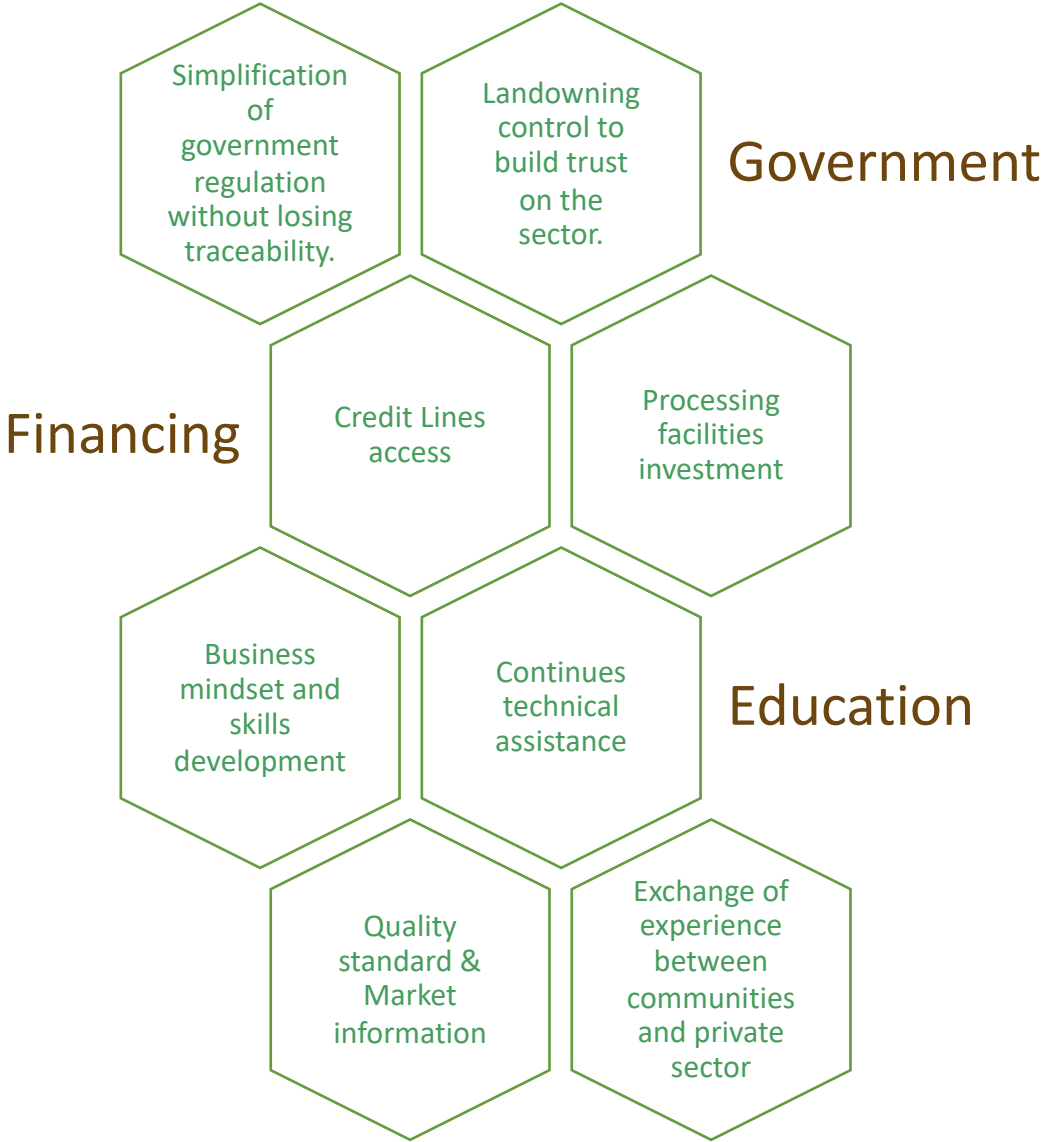 Simplification
of
government
regulation
without losing
traceability.
Landowning
control to
build trust
on the
sector.
Government
Financing
Credit Lines
access
Processing
facilities
investment
Business
mindset and
skills
development
Continues
technical
assistance
Education
Quality
standard &
Market
information
Exchange of
experience
between
communities
and private
sector